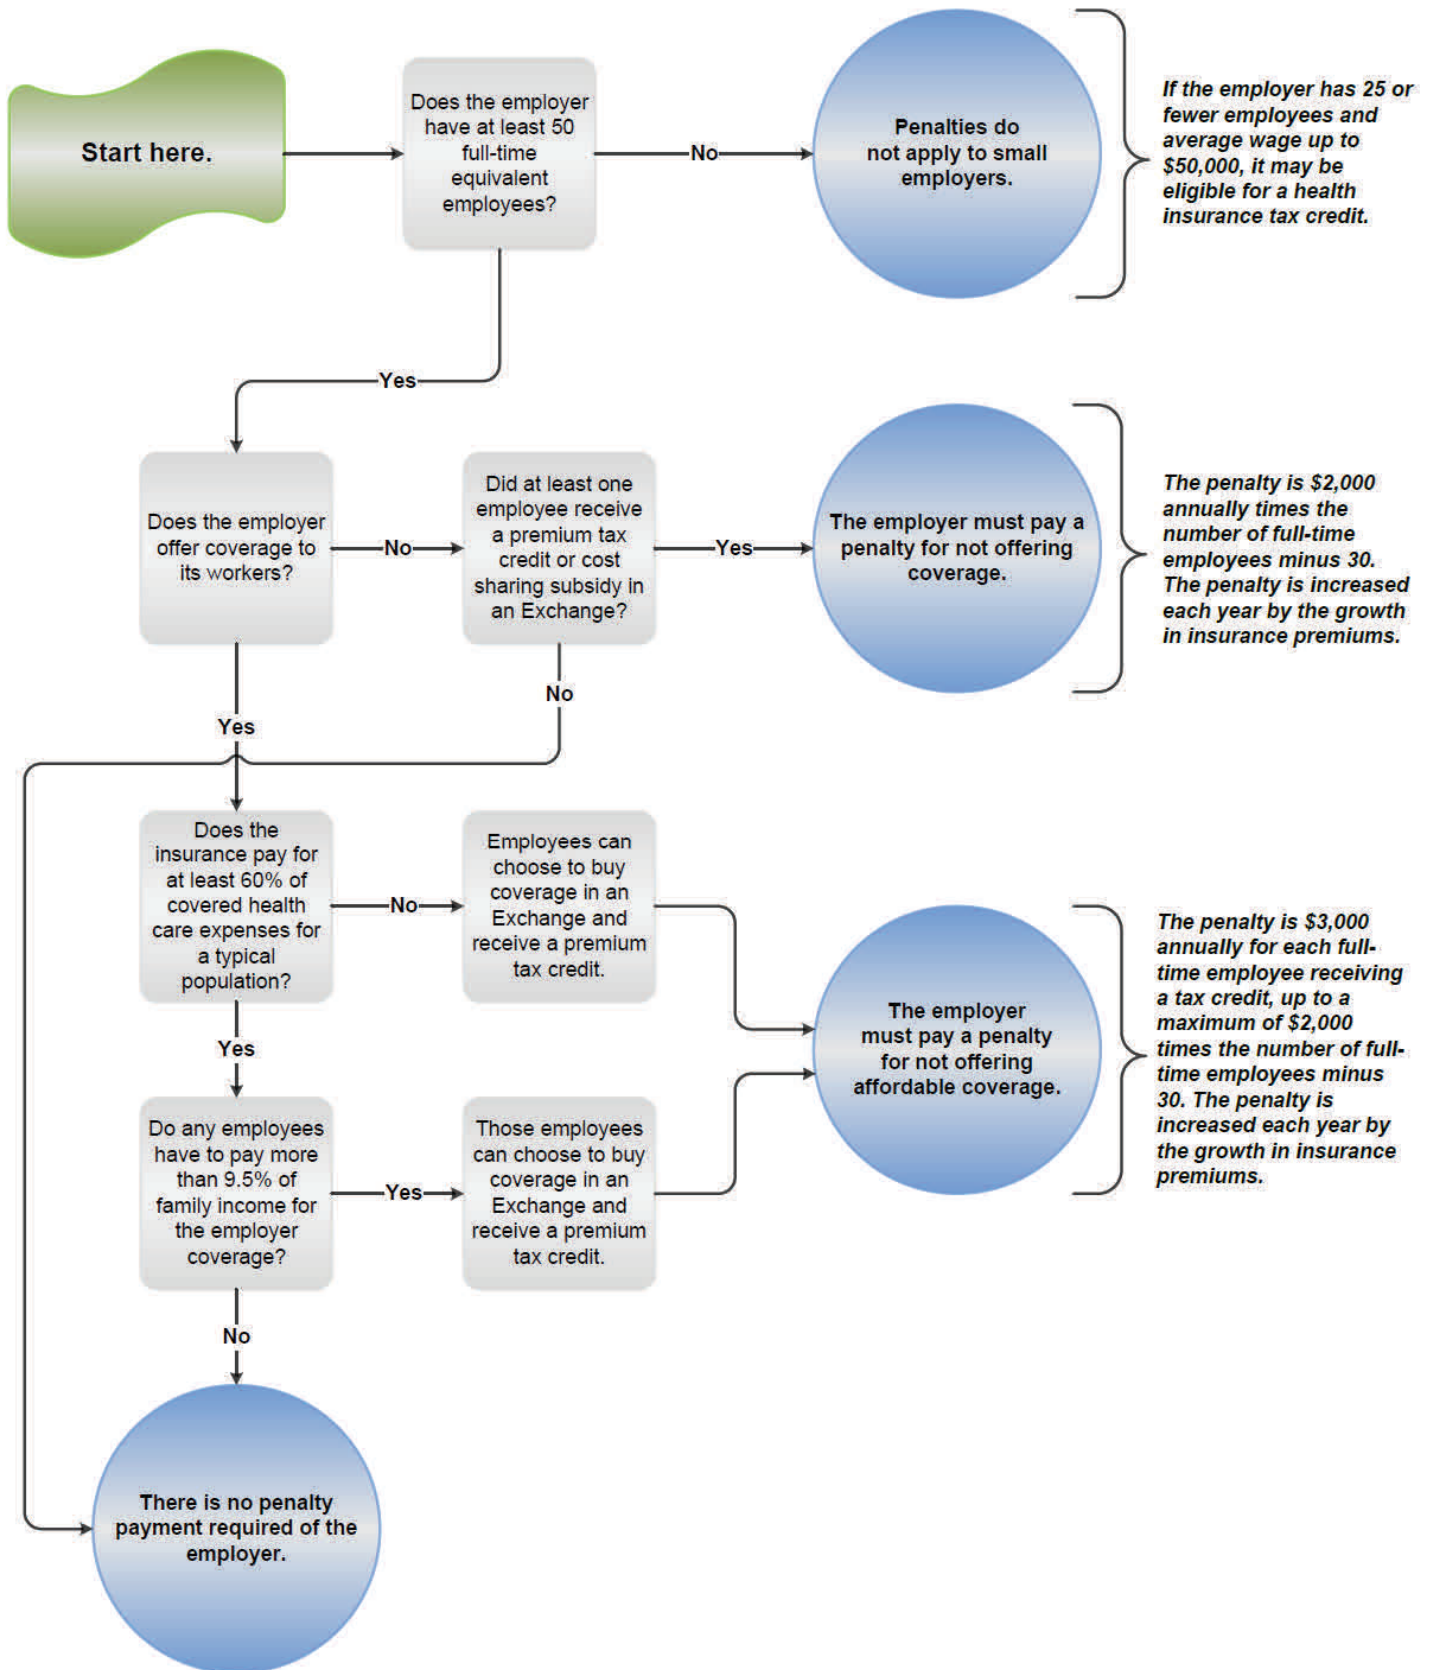 Start here.
Does the employer
have at least 50
full-time
equivalent
employees?
No
Penalties do
not apply to small
employers.
If the employer has 25 or
fewer employees and
average wage up to
$50,000, it may be
eligible for a health
insurance tax credit.
Yes
Does the employer
offer coverage to
its workers?
No
Did at least one
employee receive
a premium tax
credit or cost
sharing subsidy in
an Exchange?
Yes
The employer must pay a
penalty for not offering
coverage.
The penalty is $2,000
annually times the
number of full-time
employees minus 30.
The penalty is increased
each year by the growth
in insurance premiums.
No
Yes
Does the
insurance pay for
at least 60% of
covered health
care expenses for
a typical
population?
No
Employees can
choose to buy
coverage in an
Exchange and
receive a premium
tax credit.
The employer
must pay a penalty
for not offering
affordable coverage.
The penalty is $3,000
annually for each full-
time employee receiving
a tax credit, up to a
maximum of $2,000
times the number of full-
time employees minus
30. The penalty is
increased each year by
the growth in insurance
premiums.
Yes
Do any employees
have to pay more
than 9.5% of
family income for
the employer
coverage?
Yes
Those employees
can choose to buy
coverage in an
Exchange and
receive a premium
tax credit.
No
There is no penalty
payment required of the
employer.